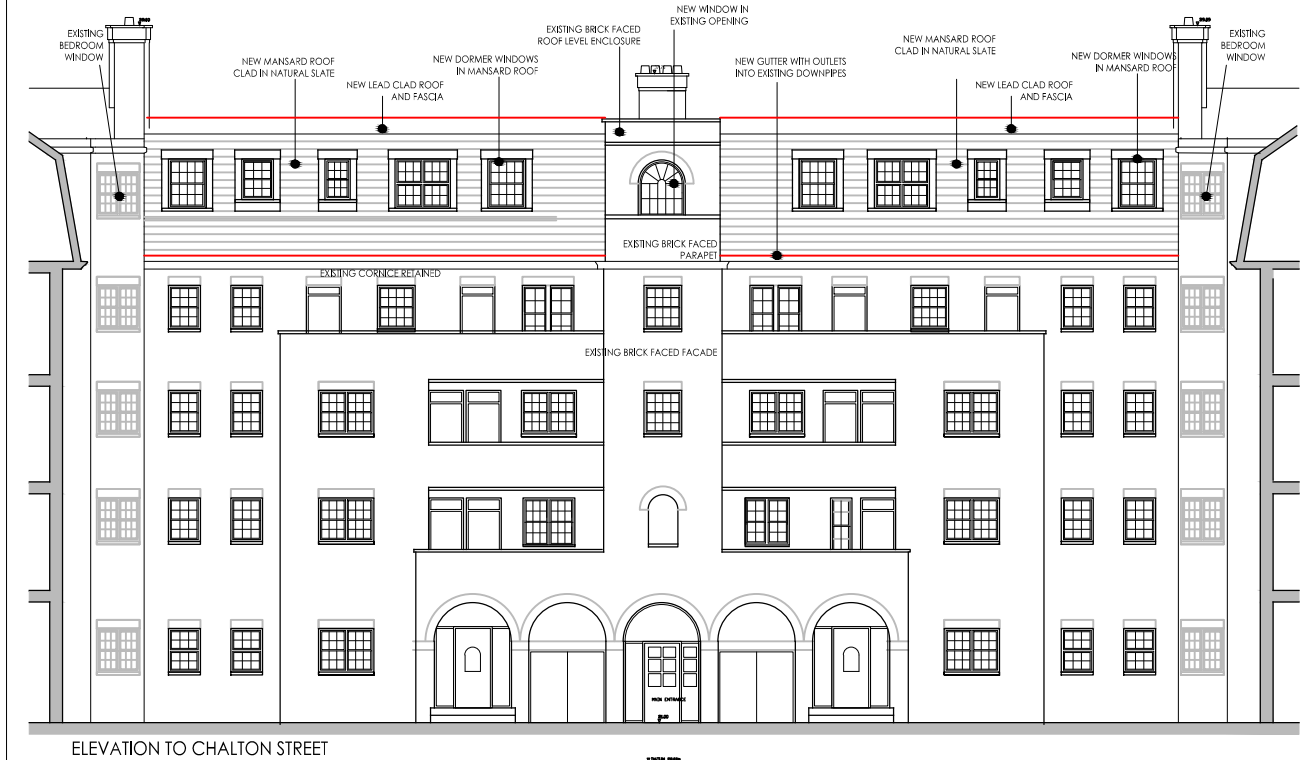 NEW WINDOW IN
EXISTING OPENING
EXISTING BRICK FACED
ROOF LEVEL ENCLOSURE
EXISTING
BEDROOM
WINDOW
NEW MANSARD ROOF
CLAD IN NATURAL SLATE
NEW LEAD CLAD ROOF
AND FASCIA
NEW DORMER WINDOWS
IN MANSARD ROOF
NEW GUTTER WITH OUTLETS
INTO EXISTING DOWNPIPES
NEW MANSARD ROOF
CLAD IN NATURAL SLATE
NEW LEAD CLAD ROOF
AND FASCIA
NEW DORMER WINDOWS
IN MANSARD ROOF
EXISTING
BEDROOM
WINDOW
EXISTING BRICK FACED
PARAPET
EXISTING CORNICE RETAINED
EXISTING BRICK FACED FACADE
MAIN ENTRANCE
ELEVATION TO CHALTON STREET